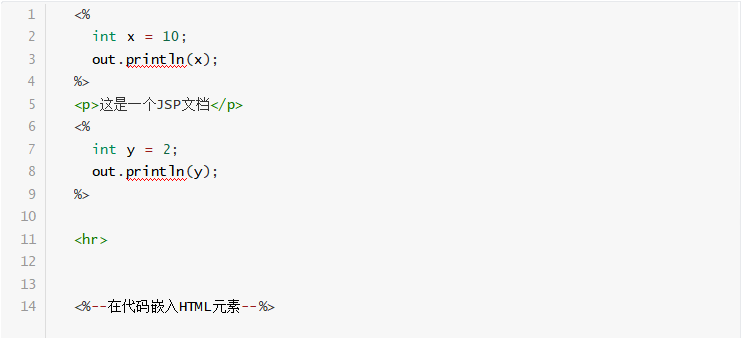 1 <%
2 int x = 10;
3 out.println(x);
4 %>
5 <p>这是一个JSP文档</p>
6 <%
7 int y = 2;
8 out.println(y);
9 %>
10
11 <hr>
12
13
14 <%--在代码嵌入HTML元素--%>